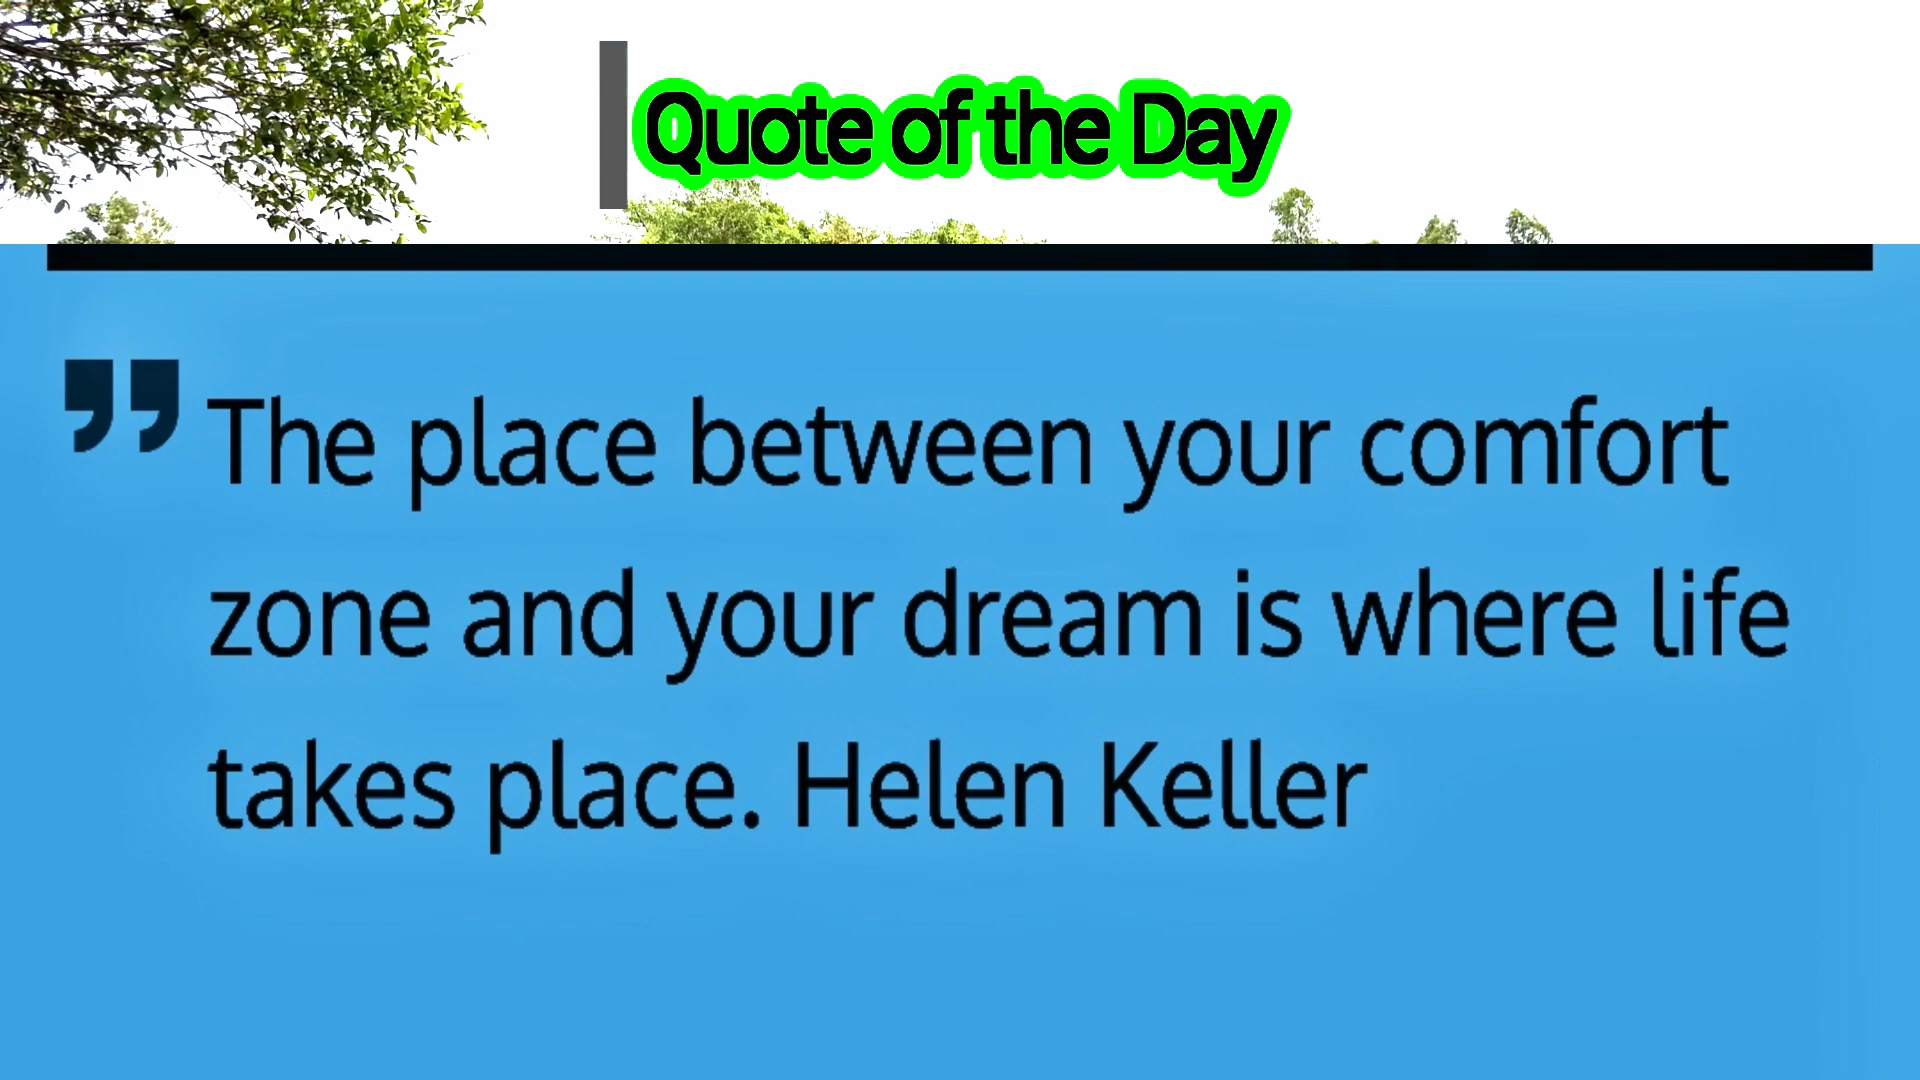 Quote of the Day
” The place between your comfort
zone and your dream is where life
takes place. Helen Keller